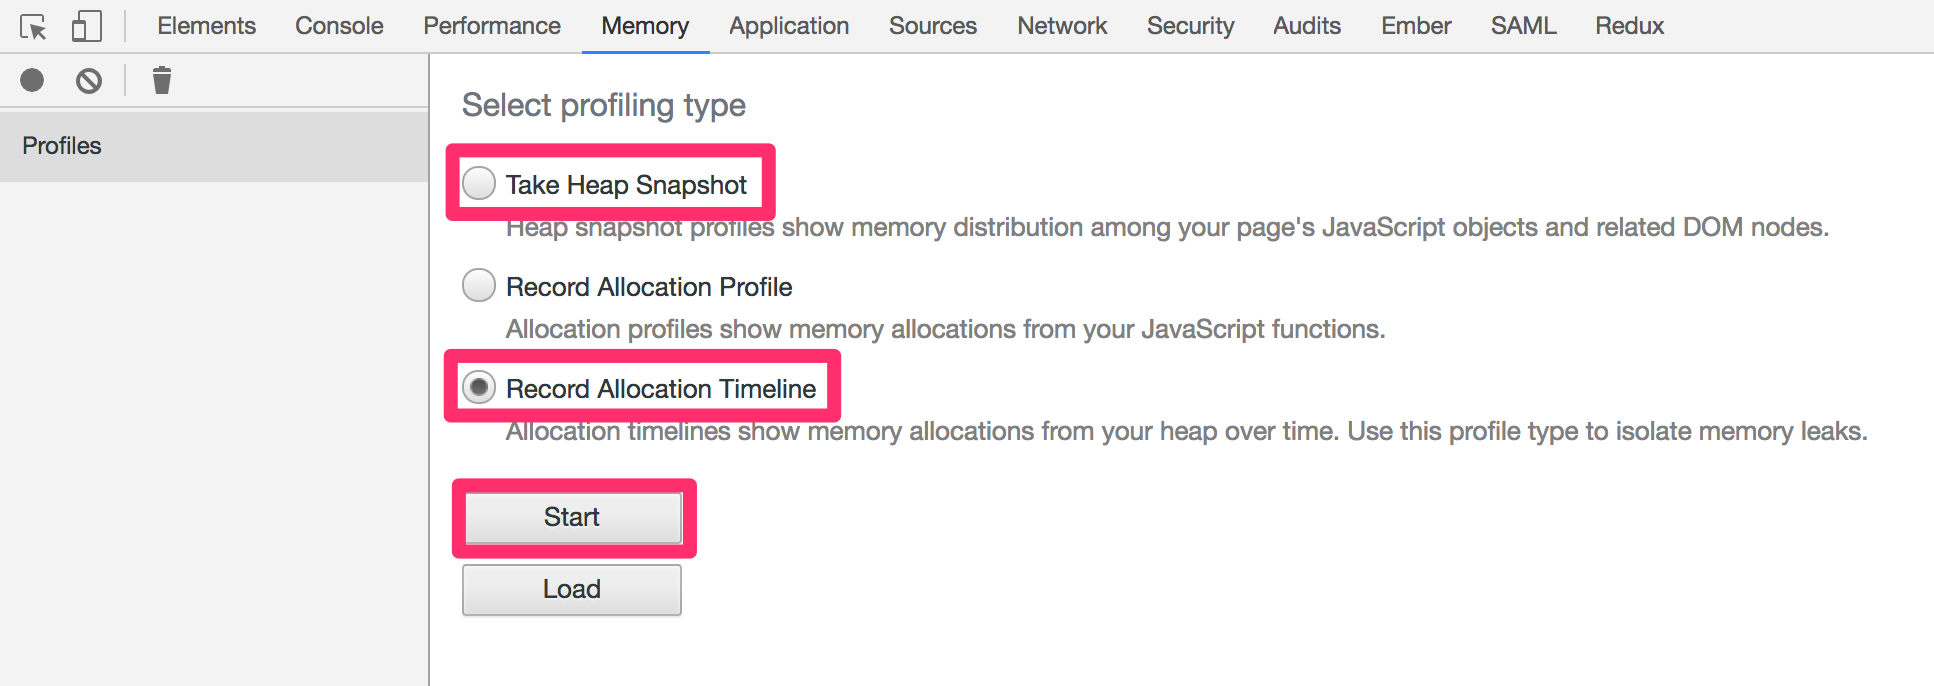 Elements Console Performance Memory Application Sources Network Security Audits Ember SAML Redux
Profiles
Select profiling type
Take Heap Snapshot
Heap snapshot profiles show memory distribution among your page's JavaScript objects and related DOM nodes.
Record Allocation Profile
Allocation profiles show memory allocations from your JavaScript functions.
Record Allocation Timeline
Allocation timelines show memory allocations from your heap over time. Use this profile type to isolate memory leaks.
Start
Load